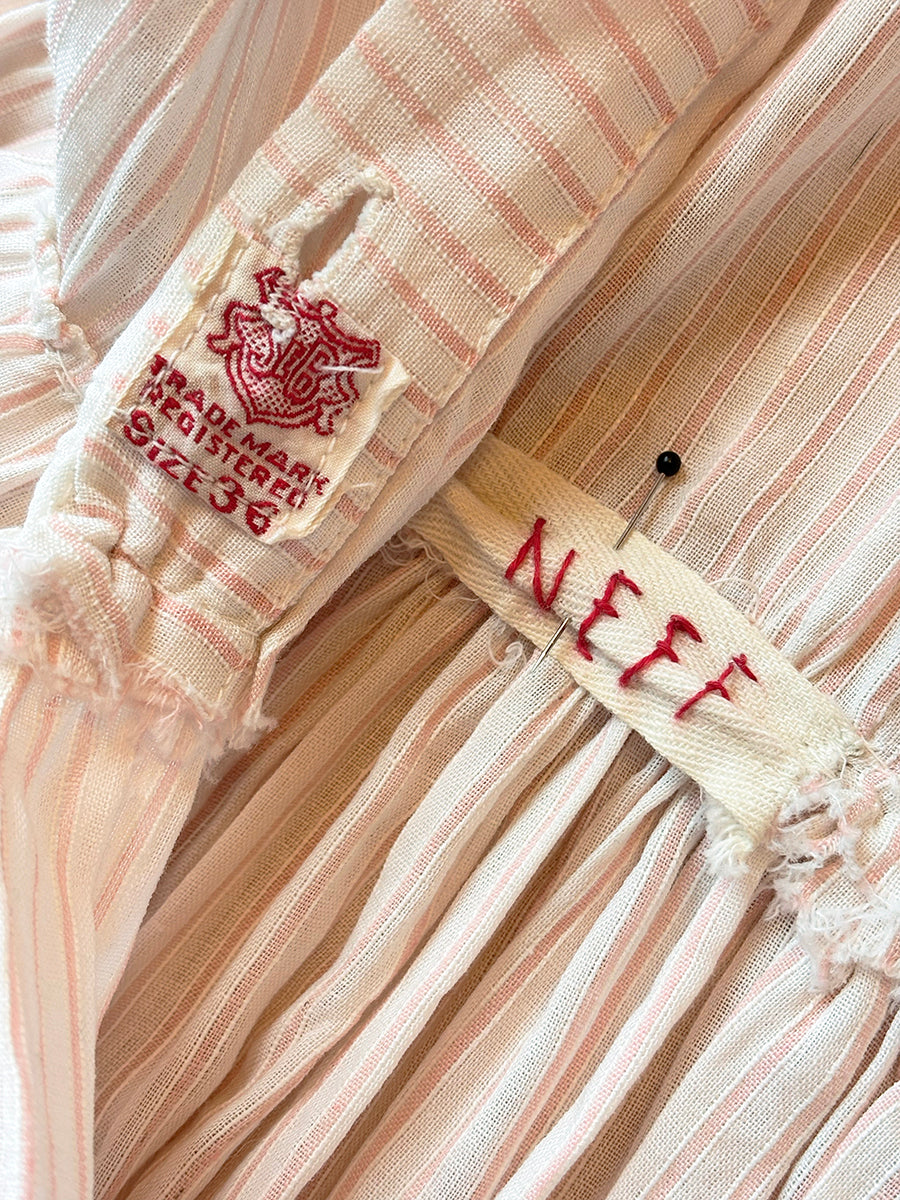 TRADE MARK
REGISTERED
SIZE 36
NEFF